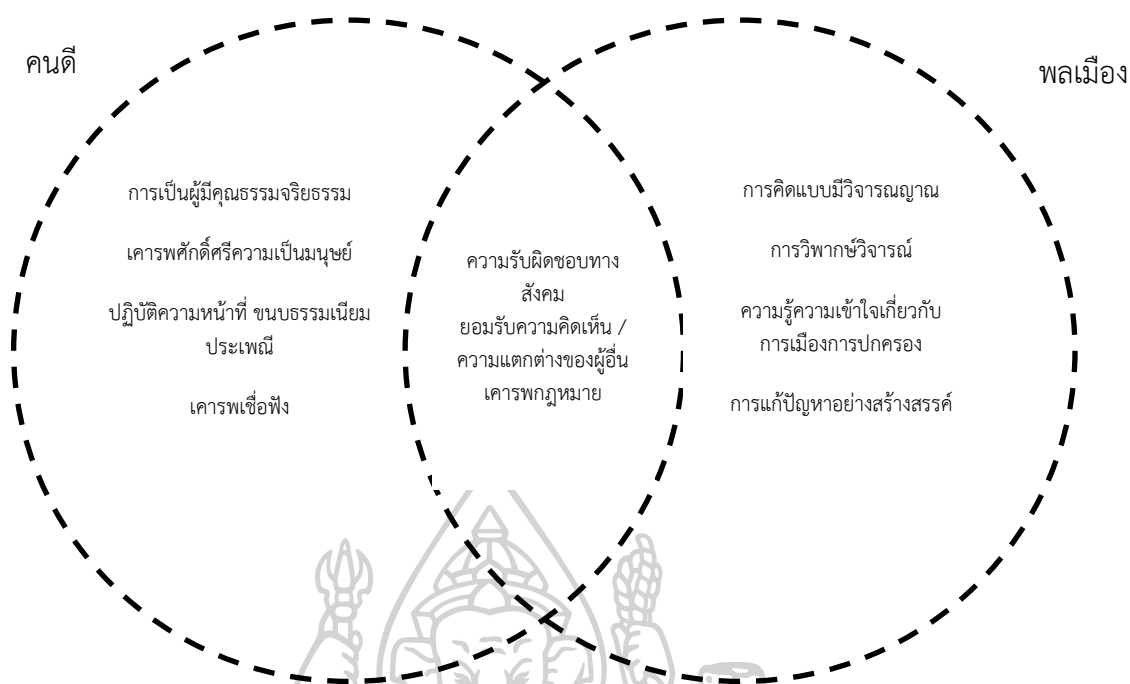 คนดี
พลเมือง
การเป็นผู้มีคุณธรรมจริยธรรม
เคารพศักดิ์ศรีความเป็นมนุษย์
ปฏิบัติความหน้าที่ ขนบธรรมเนียม
ประเพณี
เคารพเชื่อฟัง
ความรับผิดชอบทาง
สังคม
ยอมรับความคิดเห็น /
ความแตกต่างของผู้อื่น
เคารพกฎหมาย
การคิดแบบมีวิจารณญาณ
การวิพากษ์วิจารณ์
ความรู้ความเข้าใจเกี่ยวกับ
การเมืองการปกครอง
การแก้ปัญหาอย่างสร้างสรรค์